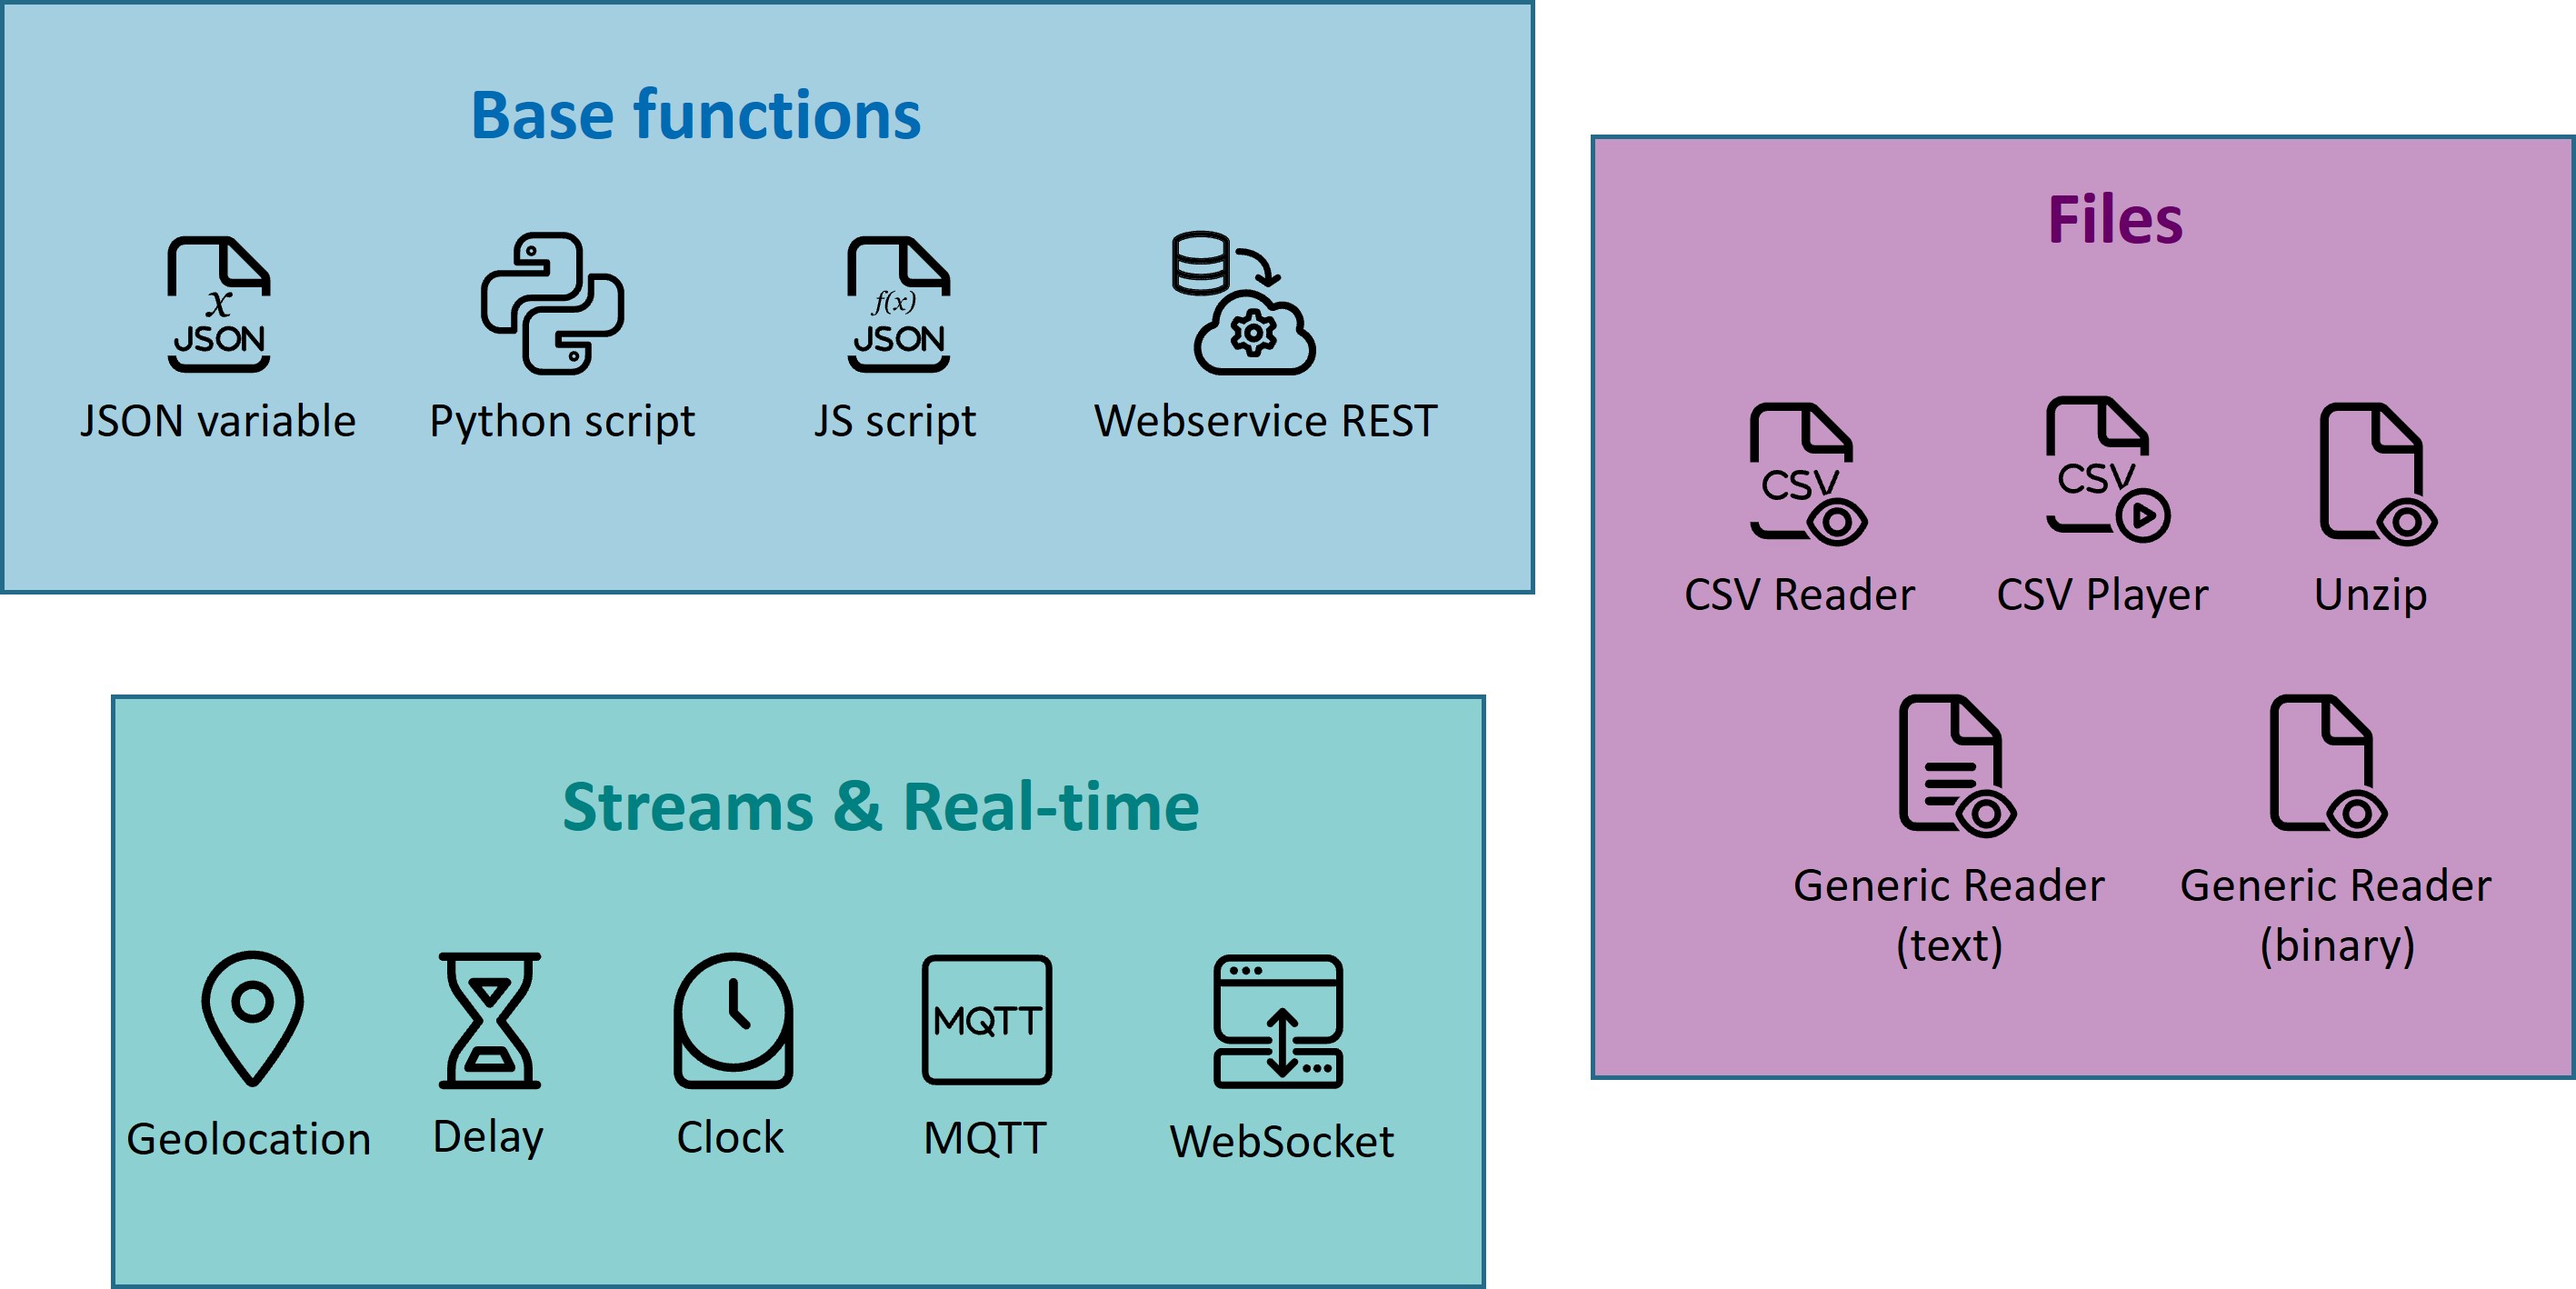 Base functions
x
JSON
f(x)
JSON
JSON variable
Python script
JS script
Webservice REST
Files
CSV
CSV
CSV Reader
CSV Player
Unzip
Generic Reader
(text)
Generic Reader
(binary)
Streams & Real-time
MQTT
Geolocation
Delay
Clock
MQTT
WebSocket